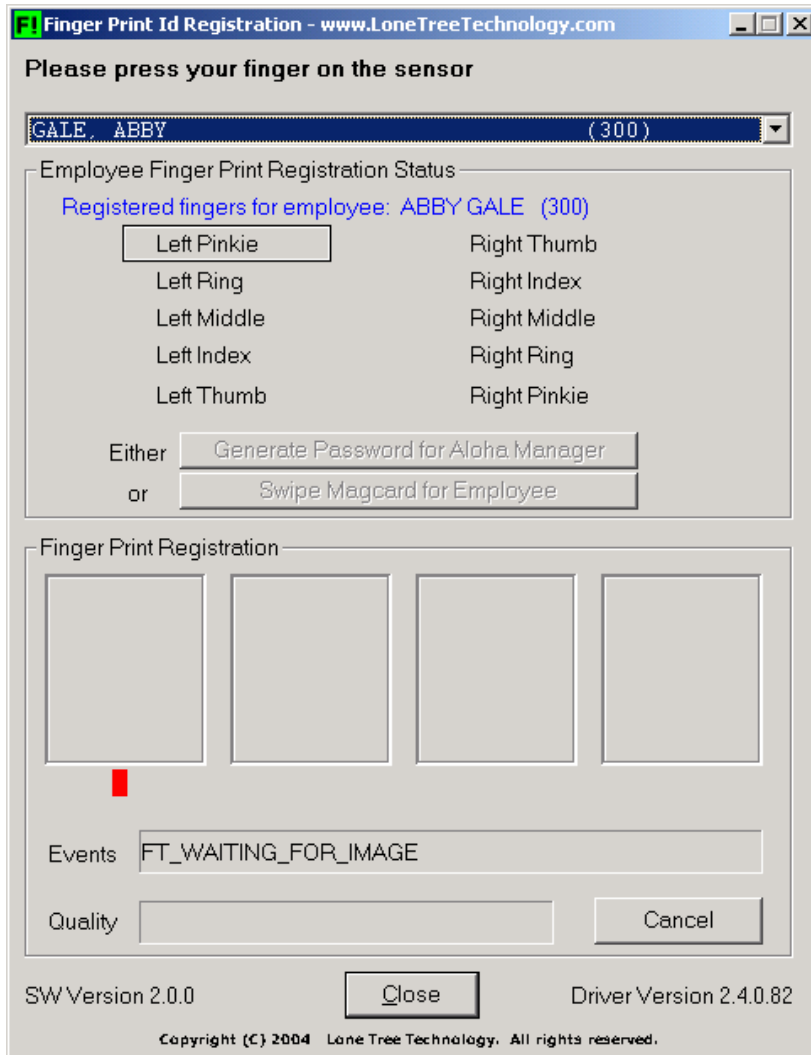 F! Finger Print Id Registration - www.LoneTreeTechnology.com
Please press your finger on the sensor
GALE, ABBY (300)
Employee Finger Print Registration Status
Registered fingers for employee: ABBY GALE (300)
Left Pinkie Right Thumb
Left Ring Right Index
Left Middle Right Middle
Left Index Right Ring
Left Thumb Right Pinkie
Either Generate Password for Aloha Manager
or Swipe Magcard for Employee
Finger Print Registration
Events FT_WAITING_FOR_IMAGE
Quality Cancel
SW Version 2.0.0 Close Driver Version 2.4.0.82
Copyright (C) 2004 Lone Tree Technology. All rights reserved.